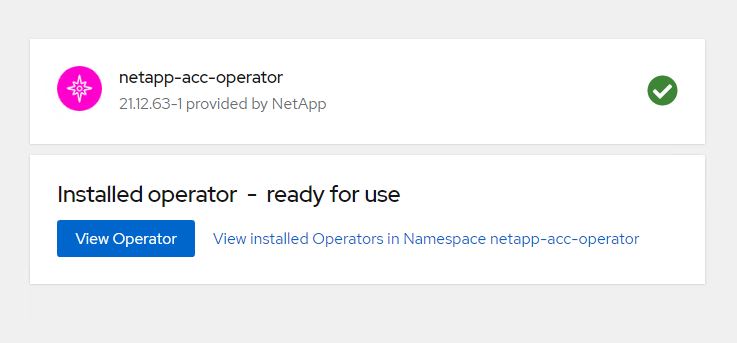 netapp-acc-operator
21.12.63-1 provided by NetApp
Installed operator - ready for use
View Operator
View installed Operators in Namespace netapp-acc-operator